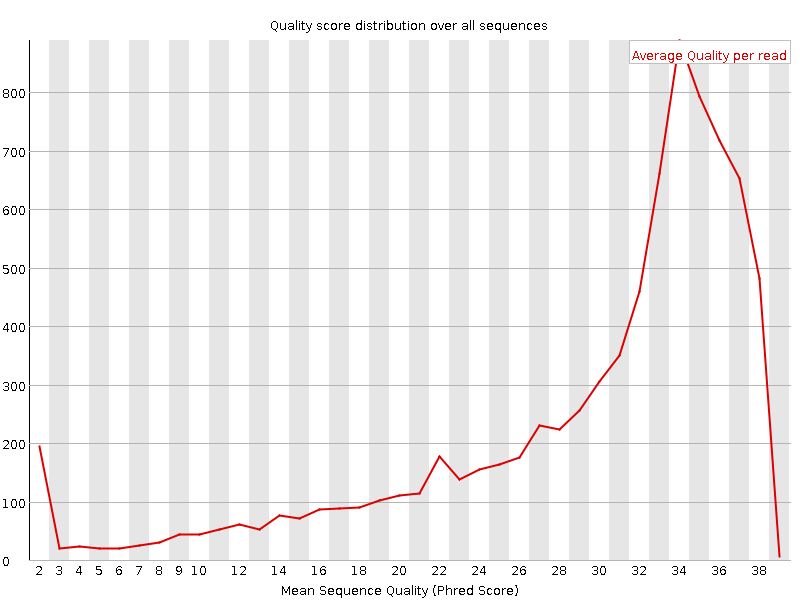 Quality score distribution over all sequences
Average Quality per read
800
700
600
500
400
300
200
100
0
2 3 4 5 6 7 8 9 10 12 14 16 18 20 22 24 26 28 30 32 34 36 38
Mean Sequence Quality (Phred Score)